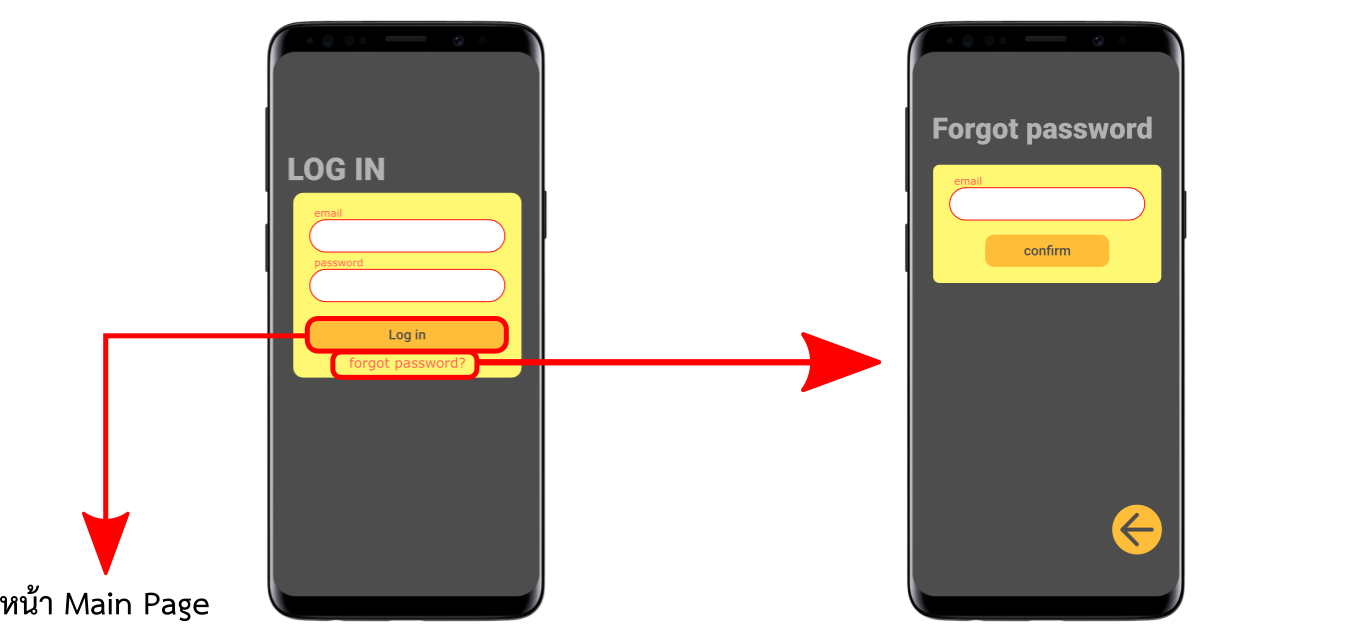 LOG IN
email
password
Log in
forgot password?
หน้า Main Page
Forgot password
email
confirm